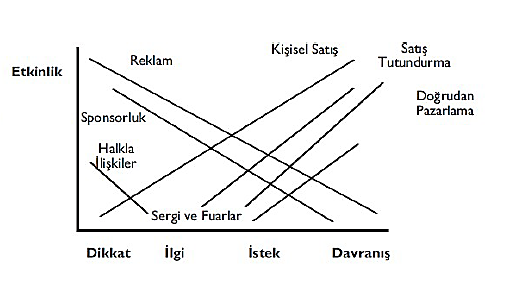 Kişisel Satış
Satış
Tutundurma
Reklam
Etkinlik
Doğrudan
Pazarlama
Sponsorluk
Halkla
İlişkiler
Sergi ve Fuarlar
Dikkat
İlgi
İstek
Davranış